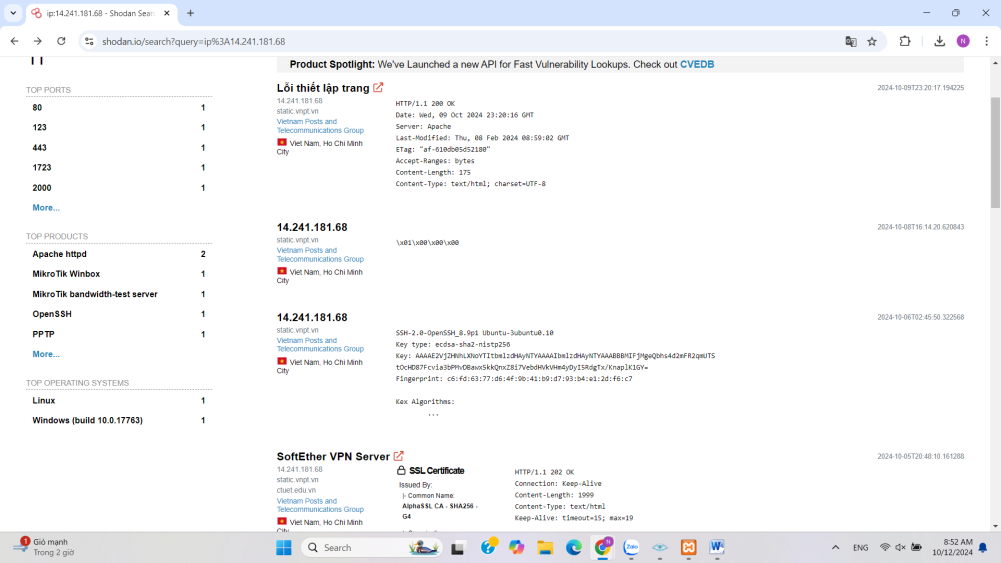 ip:14.241.181.68 - Shodan Sear
shodan.io/search?query=ip%3A14.241.181.68
N
Product Spotlight: We've Launched a new API for Fast Vulnerability Lookups. Check out CVEDB
TOP PORTS
80 1
123 1
443 1
1723 1
2000 1
More...
TOP PRODUCTS
Apache httpd 2
MikroTik Winbox 1
MikroTik bandwidth-test server 1
OpenSSH 1
PPTP 1
More...
TOP OPERATING SYSTEMS
Linux 1
Windows (build 10.0.17763) 1
Lỗi thiết lập trang
2024-10-09T23:20:17.194225
14.241.181.68
static.vnpt.vn
Vietnam Posts and
Telecommunications Group
Viet Nam, Ho Chi Minh
City
HTTP/1.1 200 OK
Date: Wed, 09 Oct 2024 23:20:16 GMT
Server: Apache
Last-Modified: Thu, 08 Feb 2024 08:59:02 GMT
ETag: "af-610db05d52180"
Accept-Ranges: bytes
Content-Length: 175
Content-Type: text/html; charset=UTF-8
14.241.181.68
2024-10-08T16:14:20.620843
static.vnpt.vn
Vietnam Posts and
Telecommunications Group
Viet Nam, Ho Chi Minh
City
\x01\x00\x00\x00
14.241.181.68
2024-10-06T02:45:50.322568
static.vnpt.vn
Vietnam Posts and
Telecommunications Group
Viet Nam, Ho Chi Minh
City
SSH-2.0-OpenSSH_8.9p1 Ubuntu-3ubuntu0.10
Key type: ecdsa-sha2-nistp256
Key: AAAAE2VjZHNhLXNoYTItbmlzdHAyNTYAAAAIbmlzdHAyNTYAAABBBMIFjMgeQbhs4d2mFR2qmUTS
tOcHD87Fcvia3bPMvDBawxSkkQnxZ8i7VebdHVkVHm4yDyI5RdgTx/KnaplK1GY=
Fingerprint: c6:fd:63:77:d6:4f:9b:41:b9:d7:93:b4:e1:2d:f6:c7
Kex Algorithms:
...
SoftEther VPN Server
2024-10-05T20:48:10.161288
14.241.181.68
static.vnpt.vn
ctuet.edu.vn
Vietnam Posts and
Telecommunications Group
Viet Nam, Ho Chi Minh
City
SSL Certificate
Issued By:
|- Common Name:
AlphaSSL CA - SHA256 -
G4
HTTP/1.1 202 OK
Connection: Keep-Alive
Content-Length: 1999
Content-Type: text/html
Keep-Alive: timeout=15; max=19
1
Gió mạnh
Trong 2 giờ
Search
N
Zalo
ENG
8:52 AM
10/12/2024